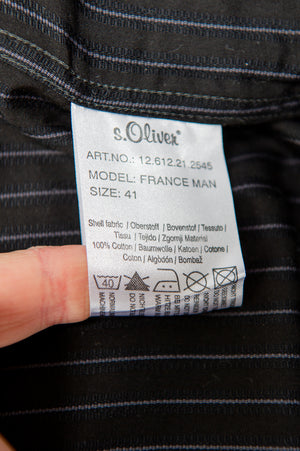 s.Oliver®
ART.NO.: 12.612.21.2645
MODEL: FRANCE MAN
SIZE: 41
Shell fabric / Oberstoff / Bovenstof / Tessuto /
Tissu / Tejido / Zgornji Material
100% Cotton / Baumwolle / Katoen / Cotone /
Coton / Algodón / Bombaž
40